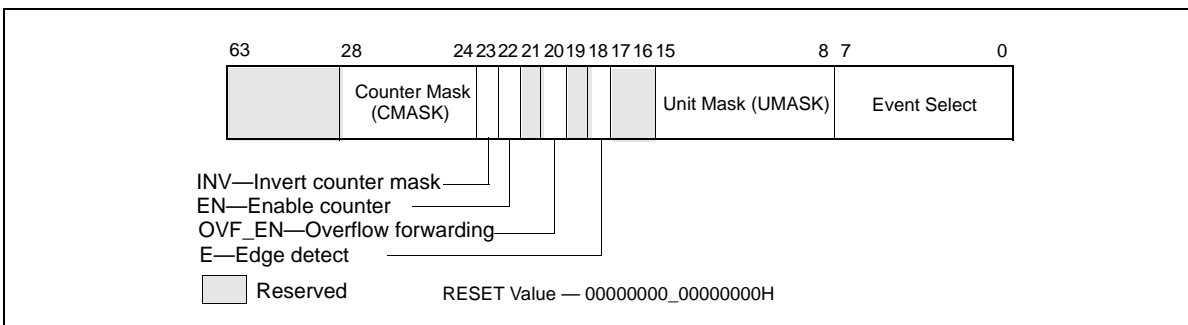 63 28 24 23 22 21 20 19 18 17 16 15 8 7 0
Counter Mask
(CMASK)
Unit Mask (UMASK)
Event Select
INV—Invert counter mask
EN—Enable counter
OVF_EN—Overflow forwarding
E—Edge detect
Reserved
RESET Value — 00000000_00000000H